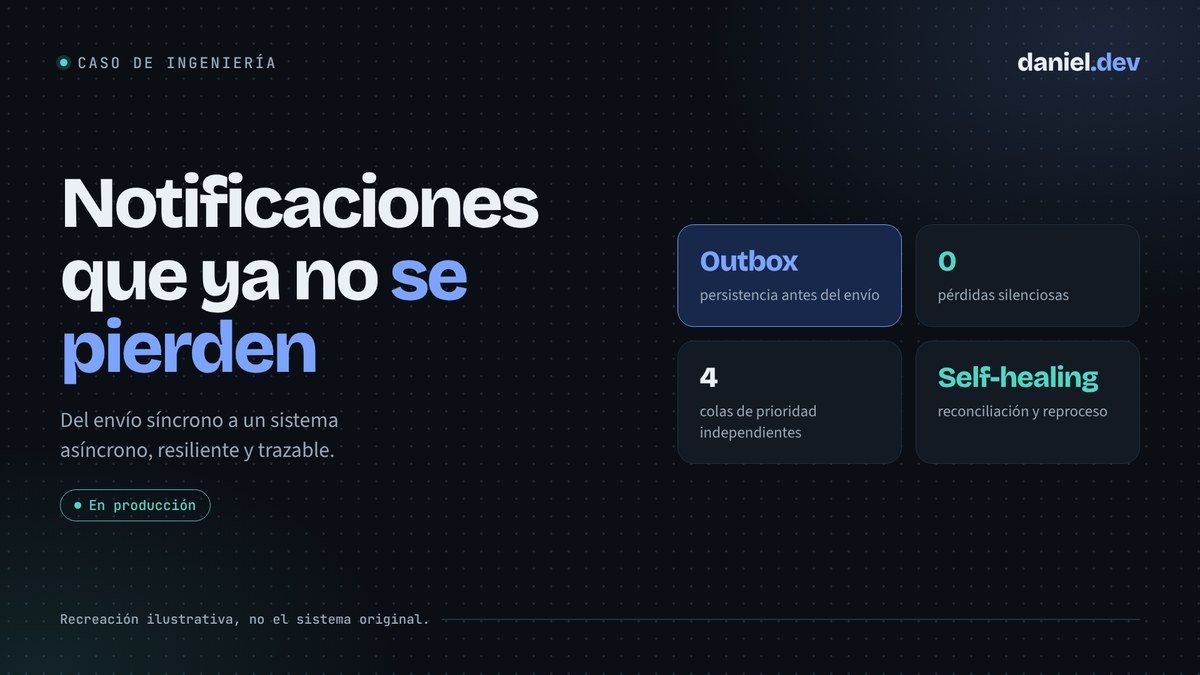 CASO DE INGENIERÍA
daniel.dev
Notificaciones
que ya no se
pierden
Del envío síncrono a un sistema
asíncrono, resiliente y trazable.
En producción
Outbox
persistencia antes del envío
0
pérdidas silenciosas
4
colas de prioridad
independientes
Self-healing
reconciliación y reproceso
Recreación ilustrativa, no el sistema original.